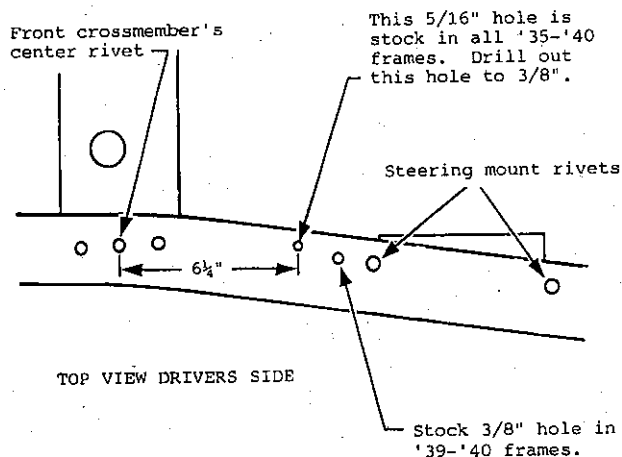 Front crossmember's
center rivet
This 5/16" hole is
stock in all '35-'40
frames. Drill out
this hole to 3/8".
Steering mount rivets
6¼"
TOP VIEW DRIVERS SIDE
Stock 3/8" hole in
'39-'40 frames.